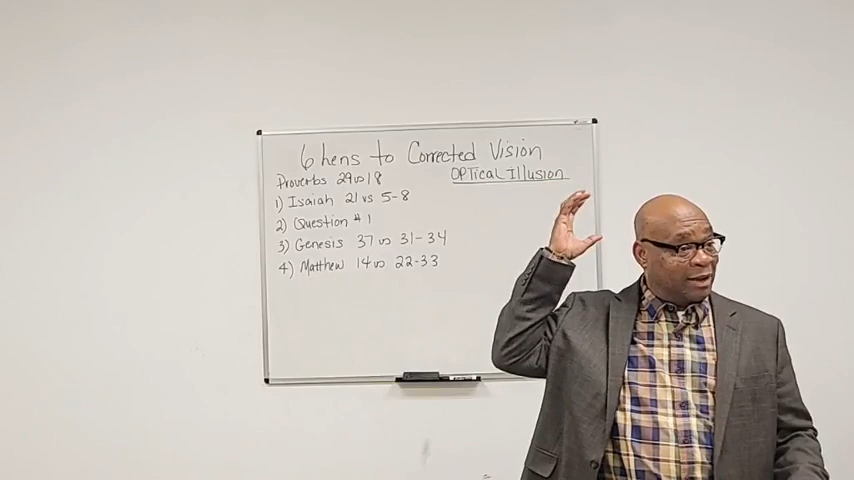 6 hens to Corrected Vision
Proverbs 29 vs 18
OPTical Illusion
1) Isaiah 21 vs 5-8
2) Question #1
3) Genesis 37 vs 31-34
4) Matthew 14 vs 22-33